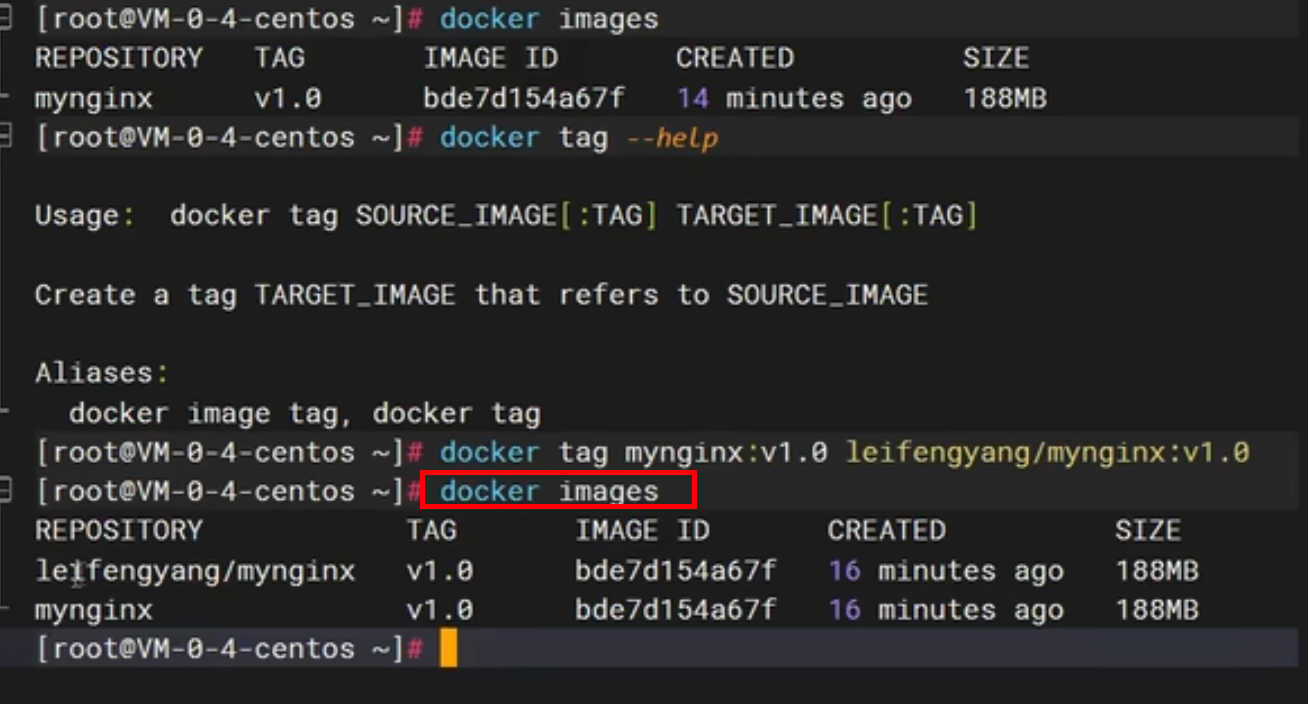 [root@VM-0-4-centos ~]# docker images
REPOSITORY TAG IMAGE ID CREATED SIZE
mynginx v1.0 bde7d154a67f 14 minutes ago 188MB
[root@VM-0-4-centos ~]# docker tag --help
Usage: docker tag SOURCE_IMAGE[:TAG] TARGET_IMAGE[:TAG]
Create a tag TARGET_IMAGE that refers to SOURCE_IMAGE
Aliases:
docker image tag, docker tag
[root@VM-0-4-centos ~]# docker tag mynginx:v1.0 leifengyang/mynginx:v1.0
[root@VM-0-4-centos ~]# docker images
REPOSITORY TAG IMAGE ID CREATED SIZE
leifengyang/mynginx v1.0 bde7d154a67f 16 minutes ago 188MB
mynginx v1.0 bde7d154a67f 16 minutes ago 188MB
[root@VM-0-4-centos ~]#